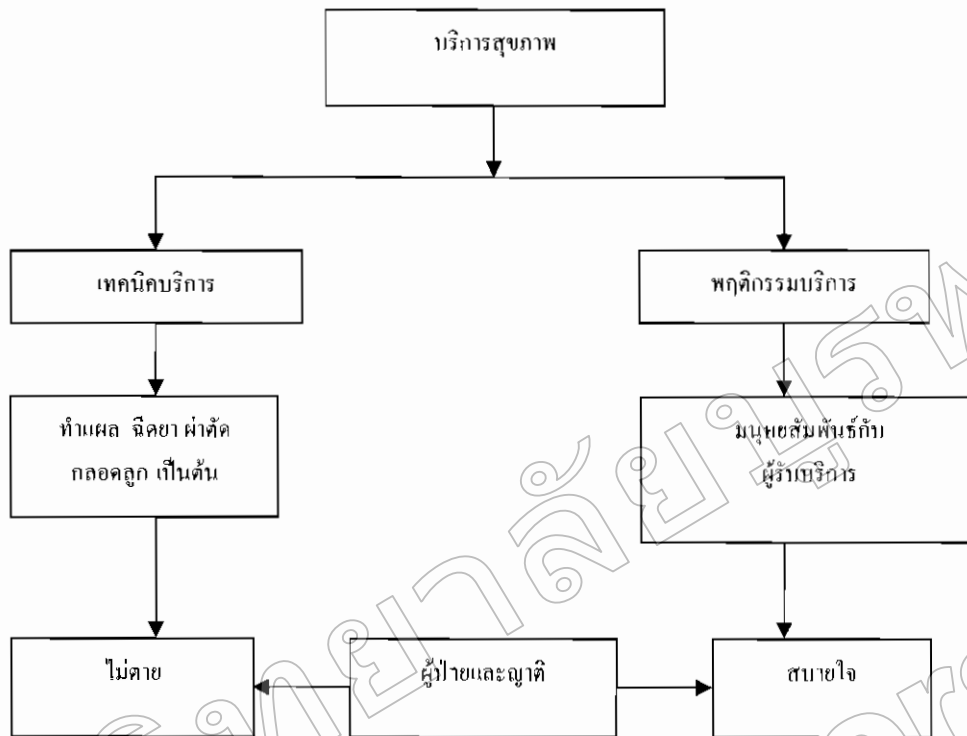 บริการสุขภาพ
เทคนิคบริการ
พฤติกรรมบริการ
ทำแผล ฉีดยา ผ่าตัด
คลอดลูก เป็นต้น
มนุษยสัมพันธ์กับ
ผู้รับบริการ
ไม่ตาย
ผู้ป่วยและญาติ
สบายใจ